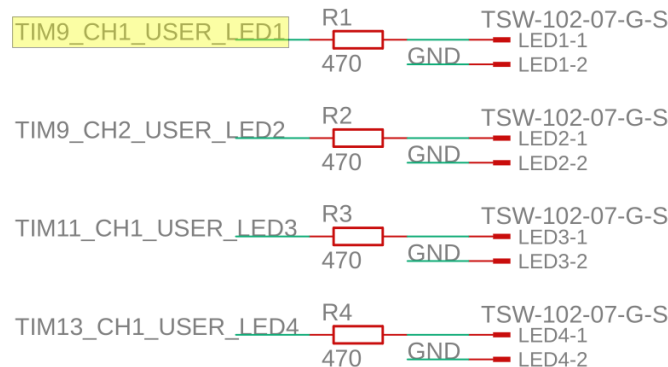 R1 TSW-102-07-G-S
TIM9_CH1_USER_LED1 LED1-1
470 GND LED1-2
R2 TSW-102-07-G-S
TIM9_CH2_USER_LED2 LED2-1
470 GND LED2-2
R3 TSW-102-07-G-S
TIM11_CH1_USER_LED3 LED3-1
470 GND LED3-2
R4 TSW-102-07-G-S
TIM13_CH1_USER_LED4 LED4-1
470 GND LED4-2